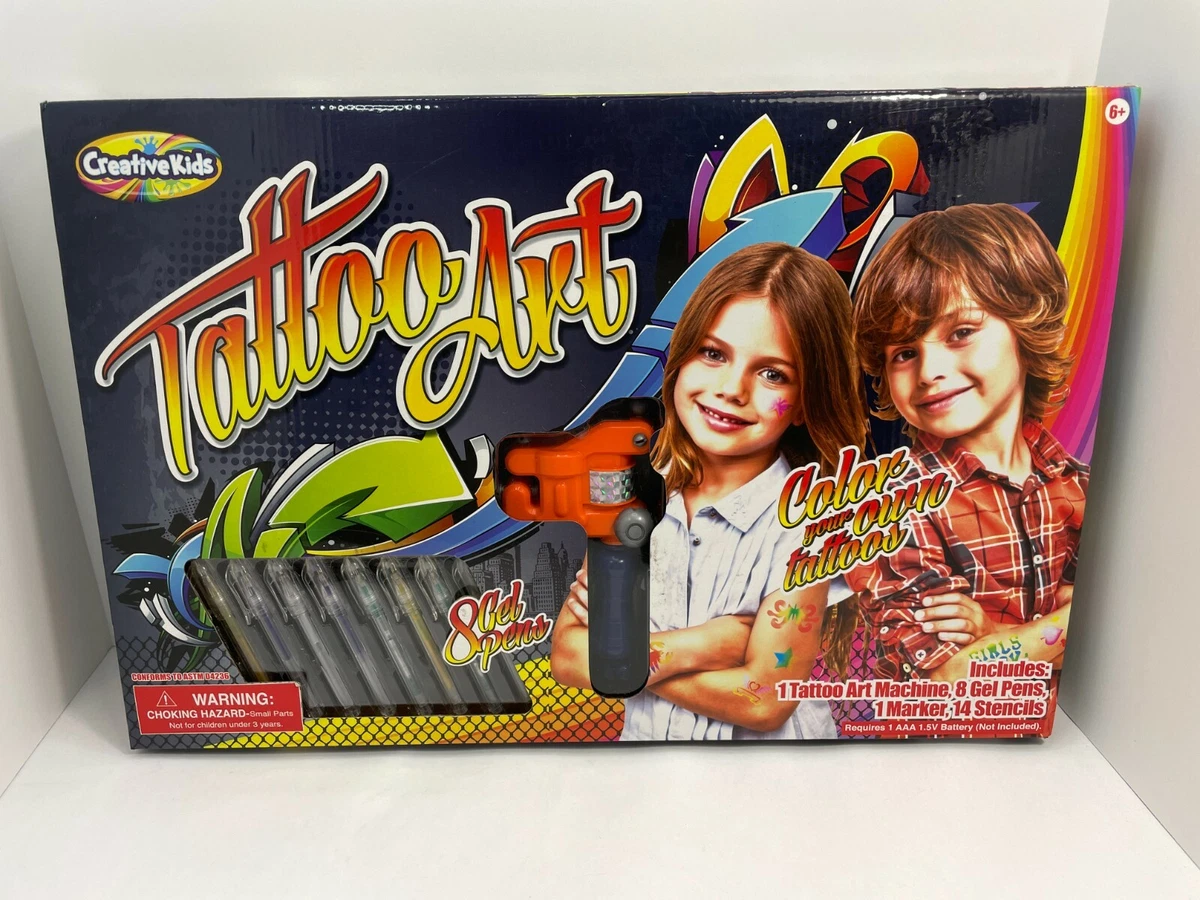 6+
CreativeKids
Tattoo Art
Color
your own
tattoos
8 Gel
pens
GIRLS
CONFORMS TO ASTM D4236
WARNING:
CHOKING HAZARD-Small Parts
Not for children under 3 years.
Includes:
1 Tattoo Art Machine, 8 Gel Pens,
1 Marker, 14 Stencils
Requires 1 AAA 1.5V Battery (Not Included).